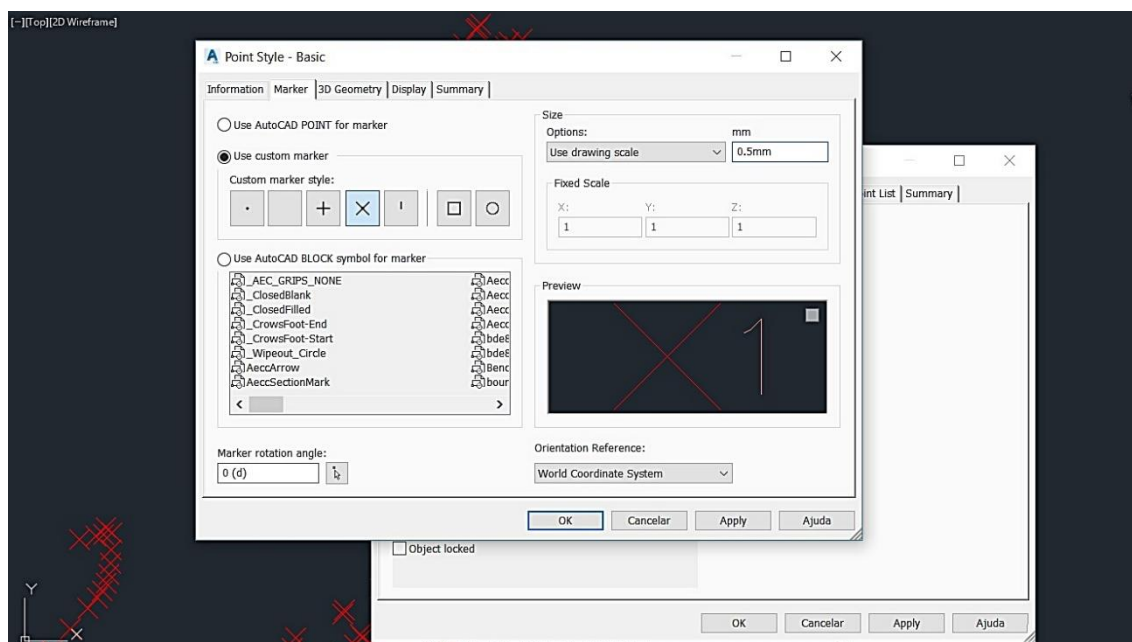 [−][Top][2D Wireframe]
Point Style - Basic
Information Marker 3D Geometry Display Summary
Use AutoCAD POINT for marker
Use custom marker
Custom marker style:
Use AutoCAD BLOCK symbol for marker
_AEC_GRIPS_NONE Aecc
_ClosedBlank Aecc
_ClosedFilled Aecc
_CrowsFoot-End Aecc
_CrowsFoot-Start bde8
_Wipeout_Circle bde8
AeccArrow Benc
AeccSectionMark bour
Marker rotation angle:
0 (d)
Size
Options: mm
Use drawing scale 0.5mm
Fixed Scale
X: Y: Z:
1 1 1
Preview
1
Orientation Reference:
World Coordinate System
OK Cancelar Apply Ajuda
int List Summary
Object locked
OK Cancelar Apply Ajuda
Y
X